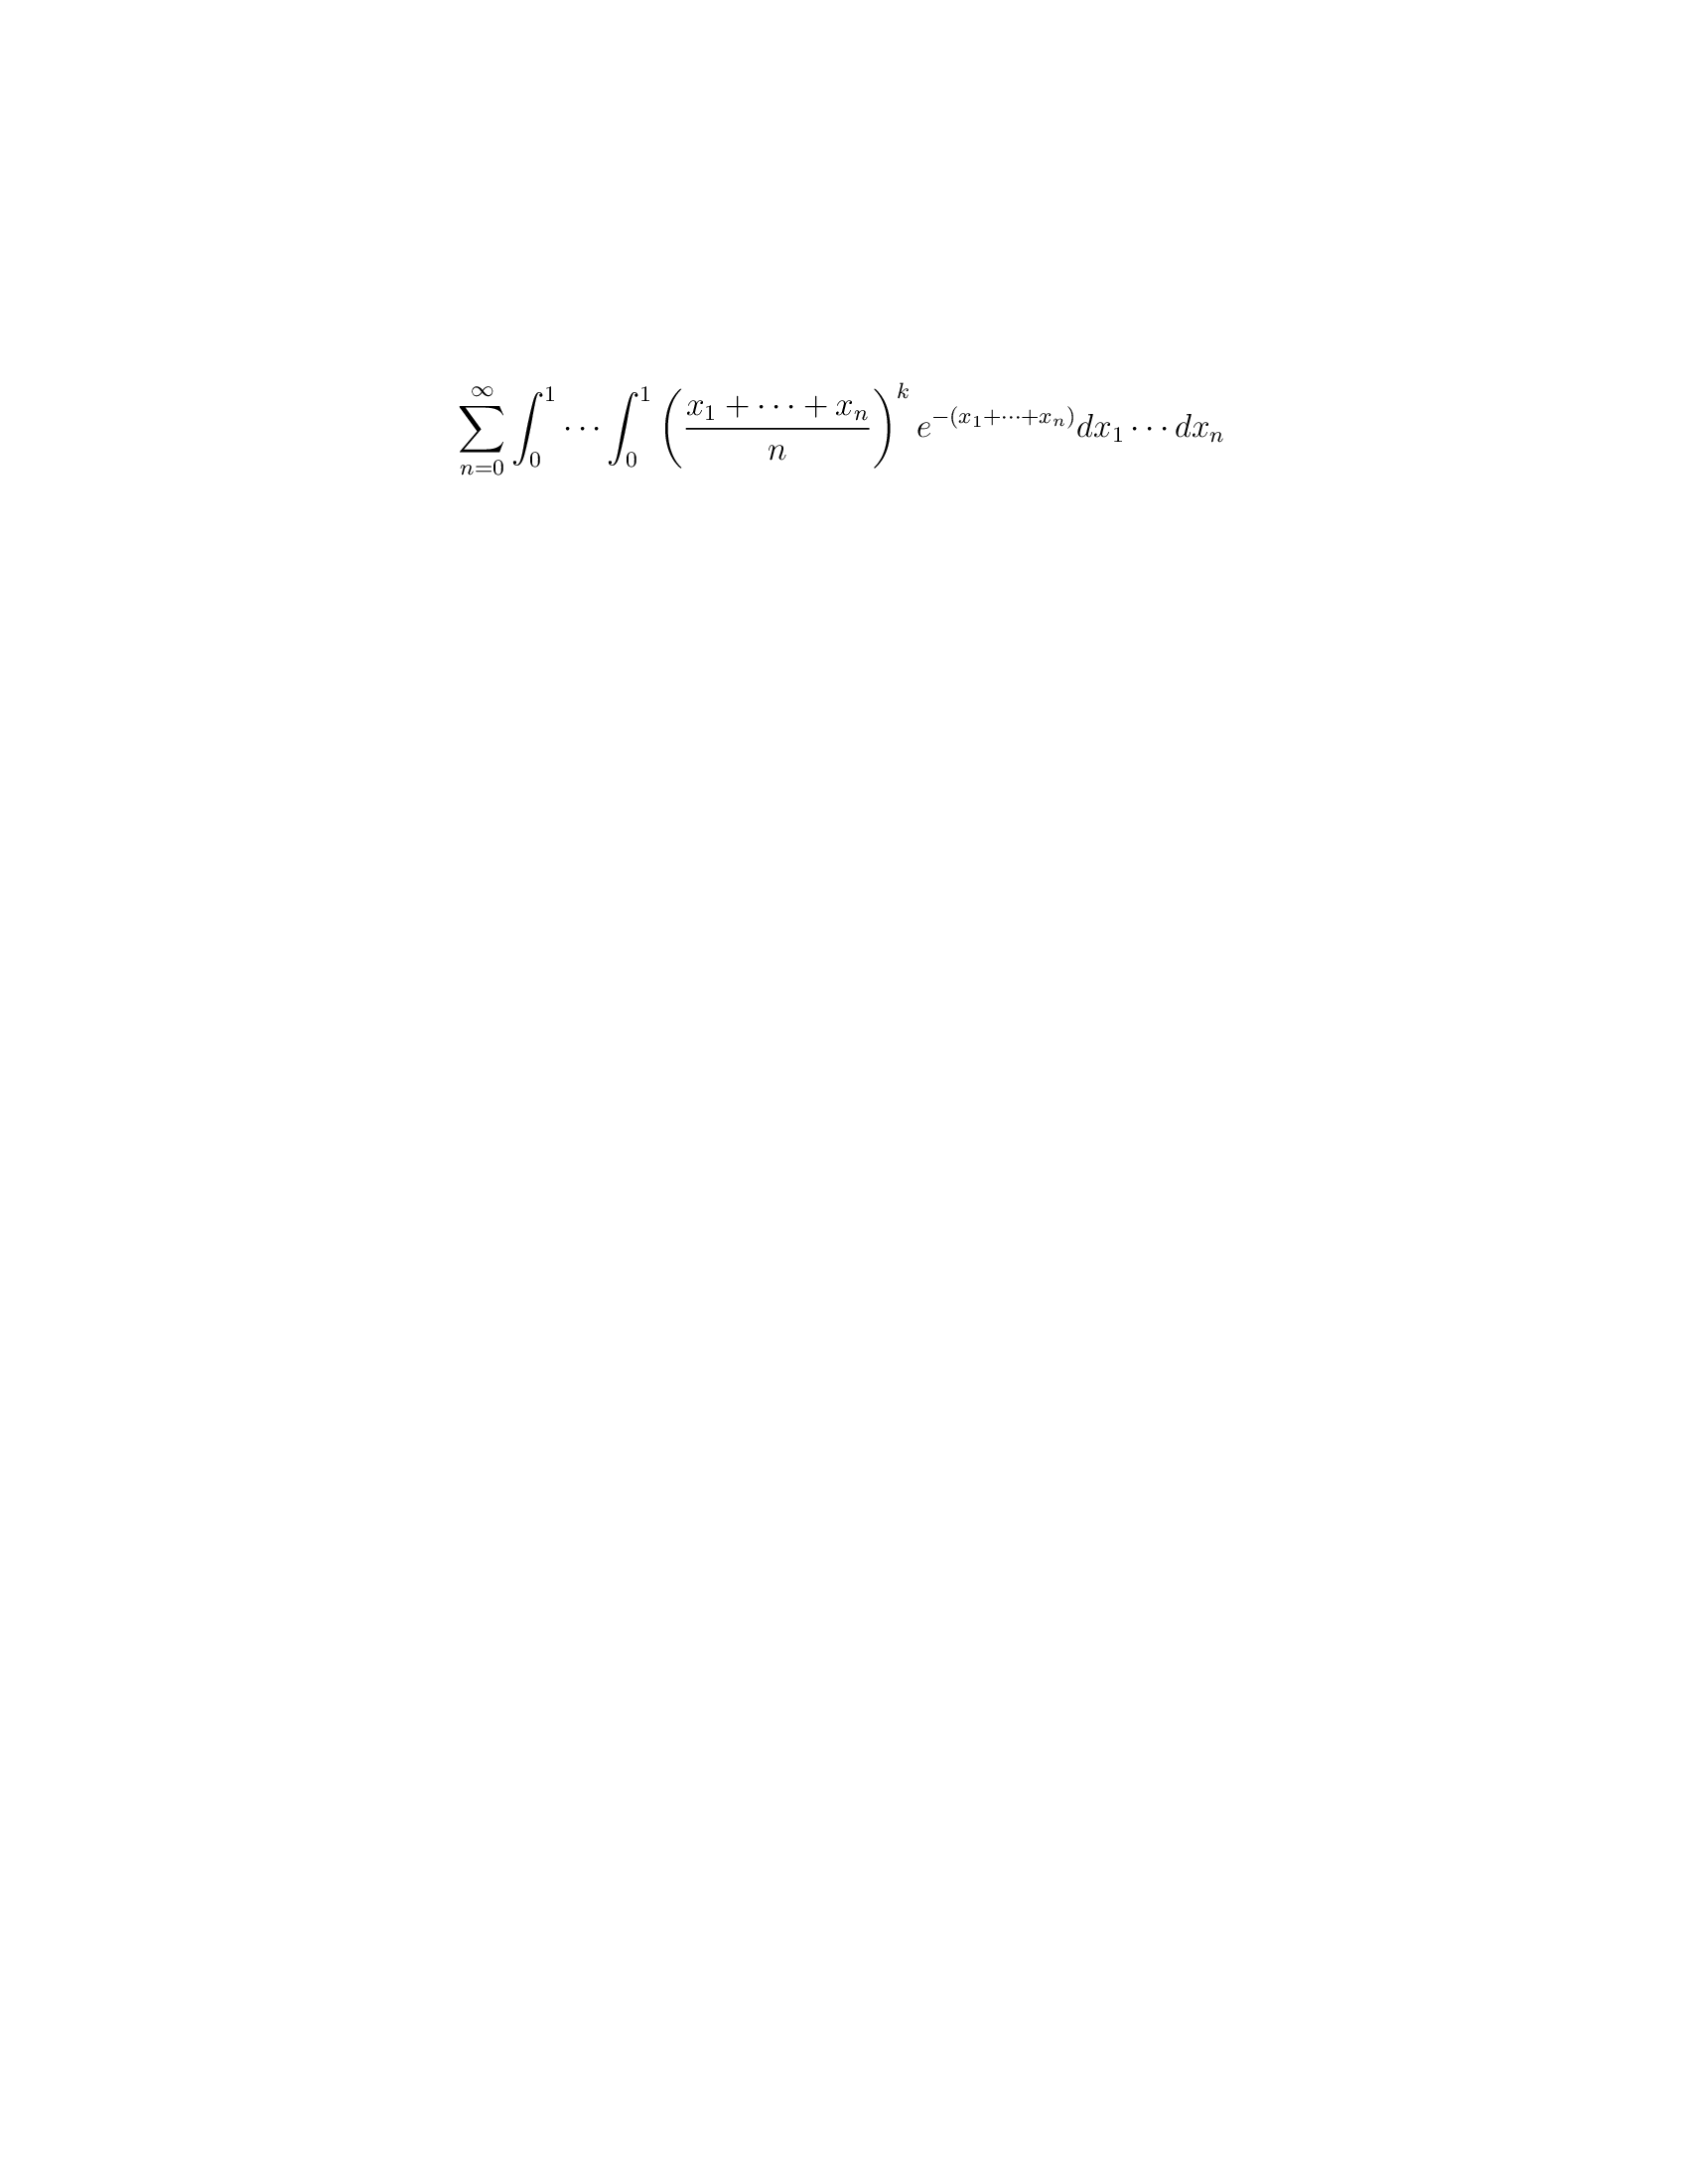 \sum_{n=0}^{\infty} \int_0^1 \cdots \int_0^1 \left( \frac{x_1 + \cdots + x_n}{n} \right)^k e^{-(x_1 + \cdots + x_n)} dx_1 \cdots dx_n